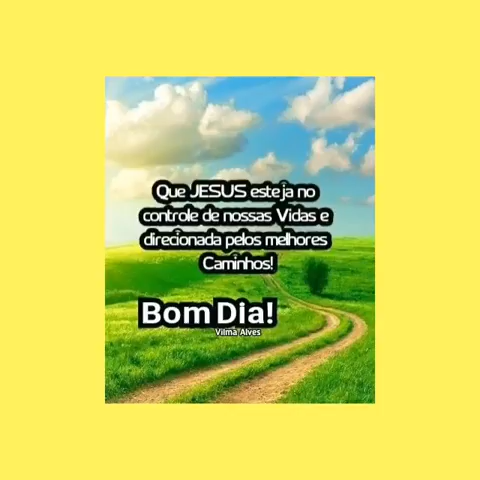 Que JESUS esteja no
controle de nossas Vidas e
direcionada pelos melhores
Caminhos!
Bom Dia!
Vilma Alves